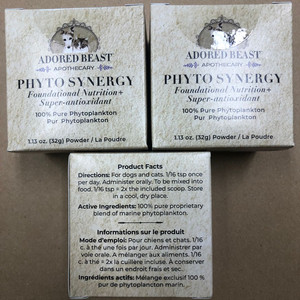 ADORED BEAST
APOTHECARY
PHYTO SYNERGY
Foundational Nutrition+
Super-antioxidant
100% Pure Phytoplankton
Pur Phytoplankton
1.13 oz. (32g) Powder / La Poudre
ADORED BEAST
APOTHECARY
PHYTO SYNERGY
Foundational Nutrition+
Super-antioxidant
100% Pure Phytoplankton
Pur Phytoplankton
1.13 oz. (32g) Powder / La Poudre
Product Facts
Directions: For dogs and cats. 1/16 tsp once
per day. Administer orally. To be mixed into
food. 1/16 tsp = 2x the included scoop. Store
in a cool, dry place.
Active Ingredients: 100% pure proprietary
blend of marine phytoplankton.
Informations sur le produit
Mode d'emploi: Pour chiens et chats. 1/16
c. à thé une fois par jour. Administrer par
voie orale. À mélanger aux aliments. 1/16
c. à thé = 2x la cuillère incluse. À conserver
dans un endroit frais et sec.
Ingrédients actifs: Mélange exclusif 100 %
pur de phytoplancton marin.